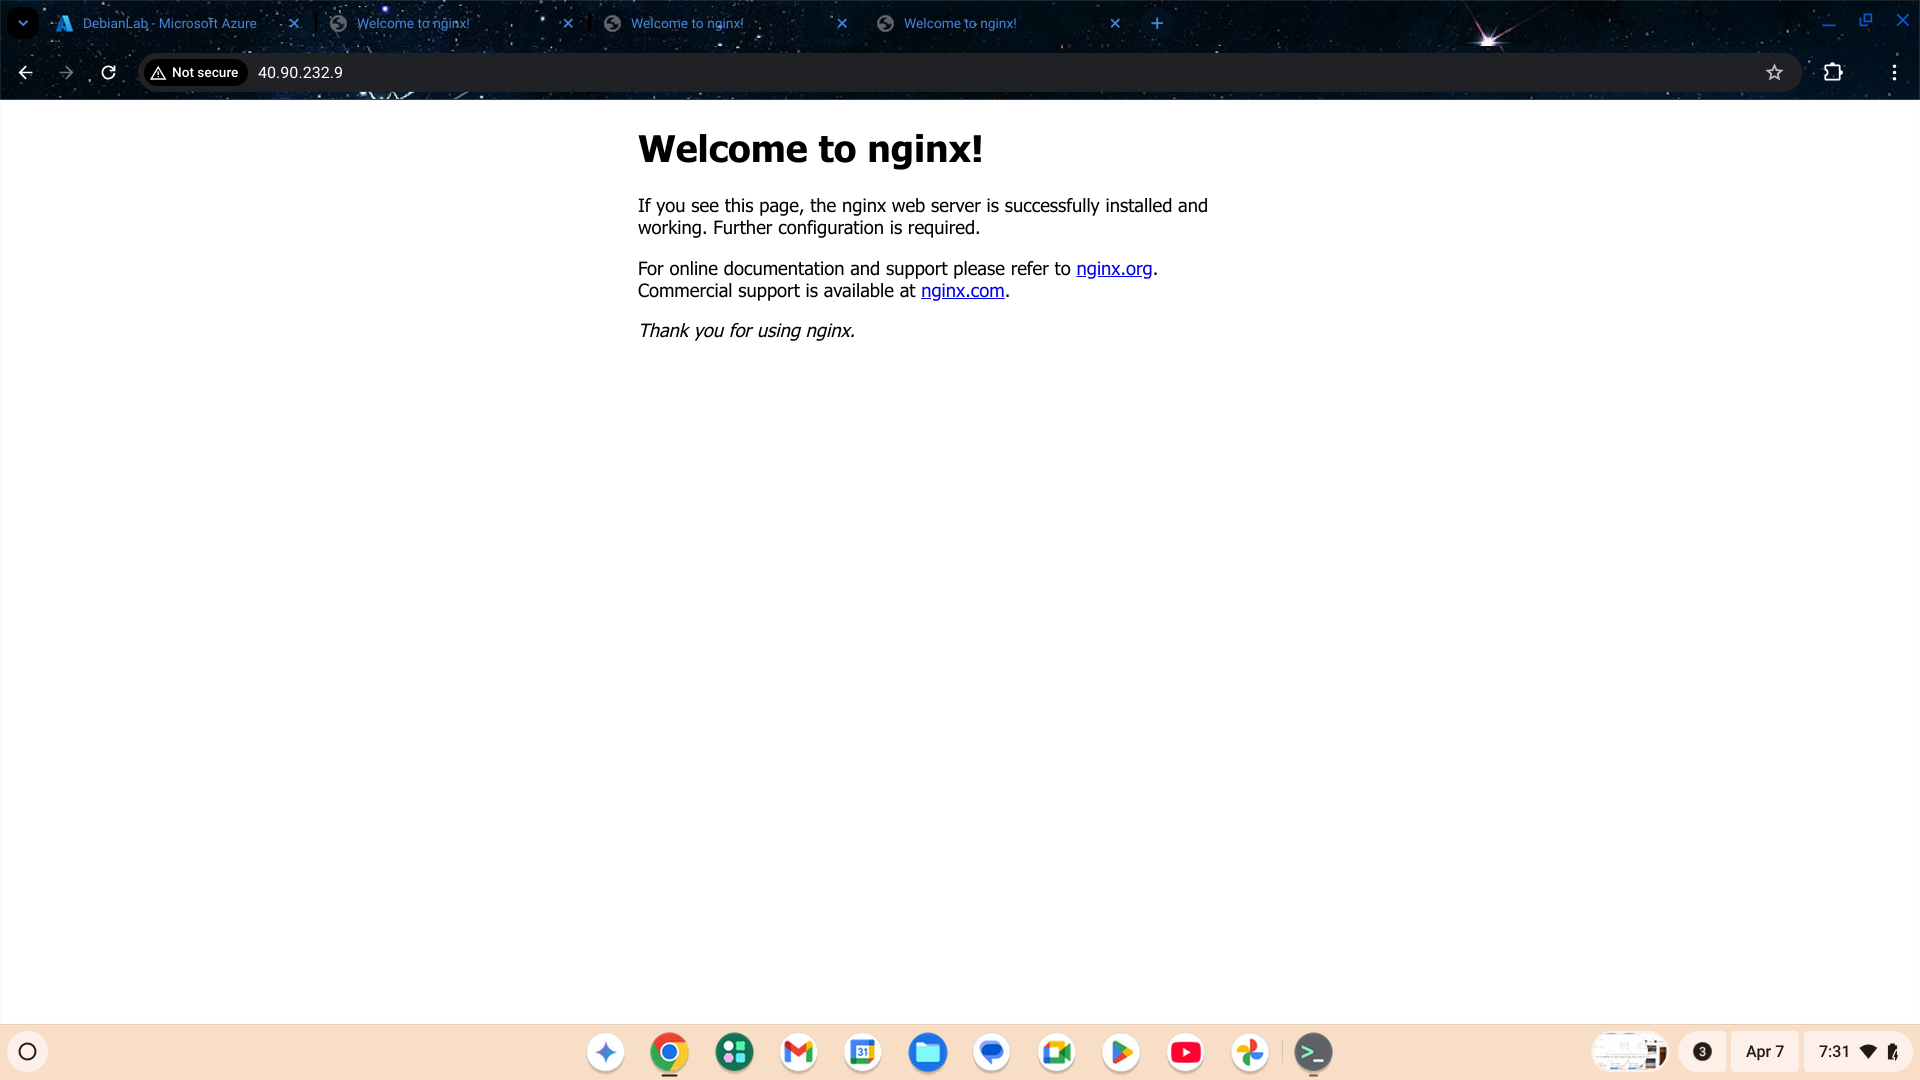 DebianLab - Microsoft Azure
Welcome to nginx!
Welcome to nginx!
Welcome to nginx!
Not secure
40.90.232.9
Welcome to nginx!
If you see this page, the nginx web server is successfully installed and
working. Further configuration is required.
For online documentation and support please refer to nginx.org.
Commercial support is available at nginx.com.
Thank you for using nginx.
31
>_
3
Apr 7
7:31